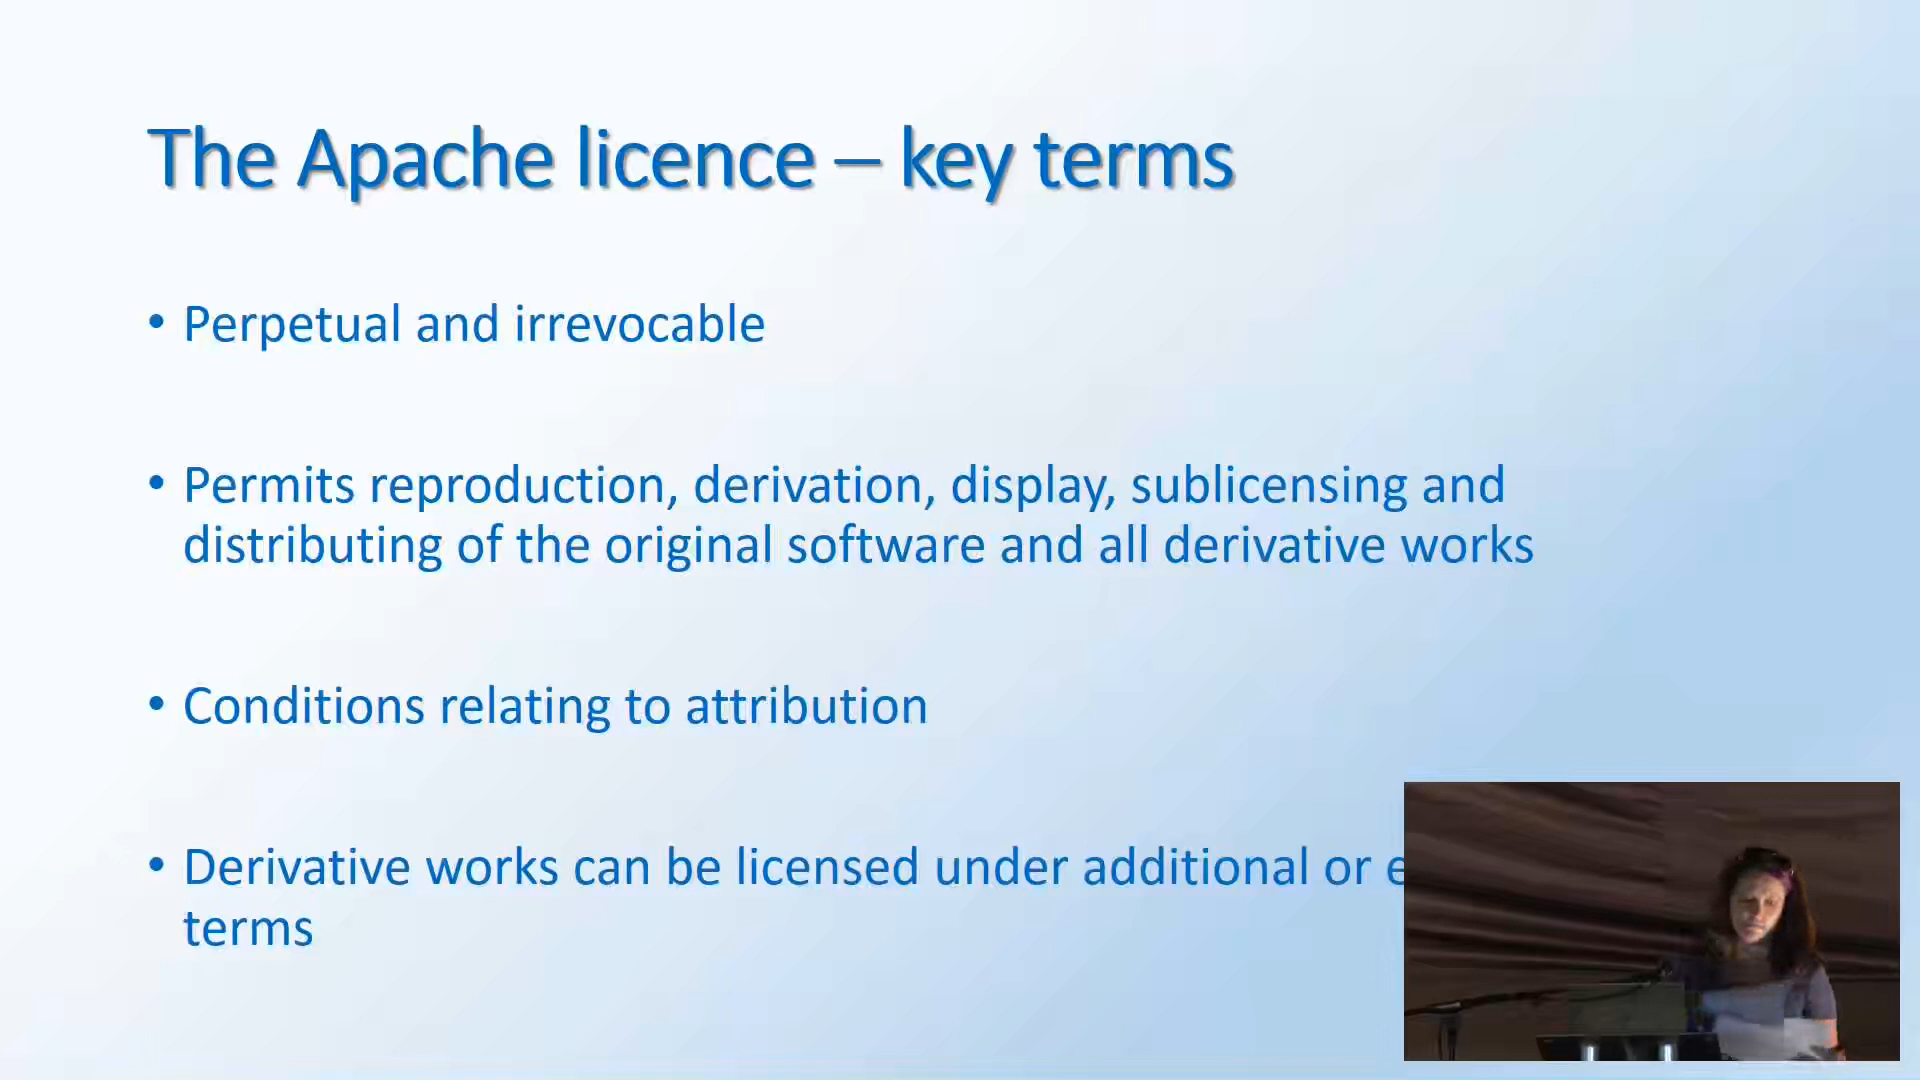 The Apache licence – key terms
• Perpetual and irrevocable
• Permits reproduction, derivation, display, sublicensing and
distributing of the original software and all derivative works
• Conditions relating to attribution
• Derivative works can be licensed under additional or
terms